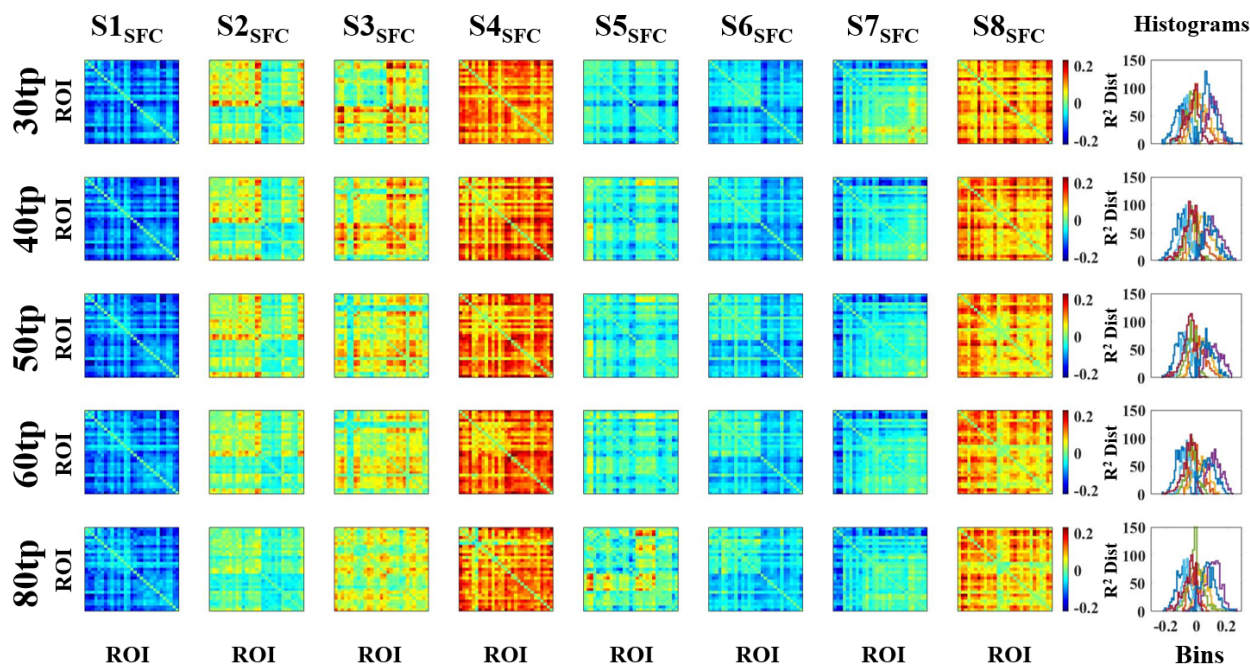 S1SFC S2SFC S3SFC S4SFC S5SFC S6SFC S7SFC S8SFC Histograms
30tp ROI 0.2 0 -0.2 R² Dist 150 100 50 0
40tp ROI 0.2 0 -0.2 R² Dist 150 100 50 0
50tp ROI 0.2 0 -0.2 R² Dist 150 100 50 0
60tp ROI 0.2 0 -0.2 R² Dist 150 100 50 0
80tp ROI 0.2 0 -0.2 R² Dist 150 100 50 0
-0.2 0 0.2
ROI ROI ROI ROI ROI ROI ROI ROI Bins